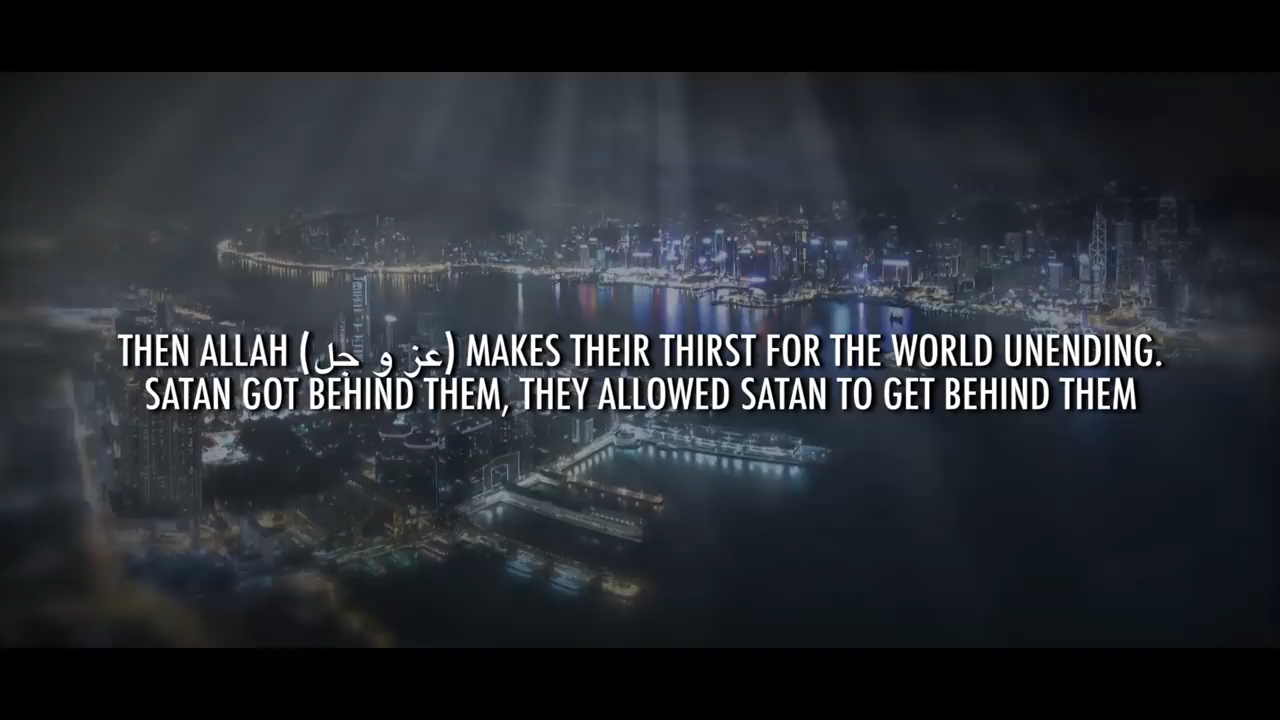 THEN ALLAH (عز و جل) MAKES THEIR THIRST FOR THE WORLD UNENDING.
SATAN GOT BEHIND THEM, THEY ALLOWED SATAN TO GET BEHIND THEM